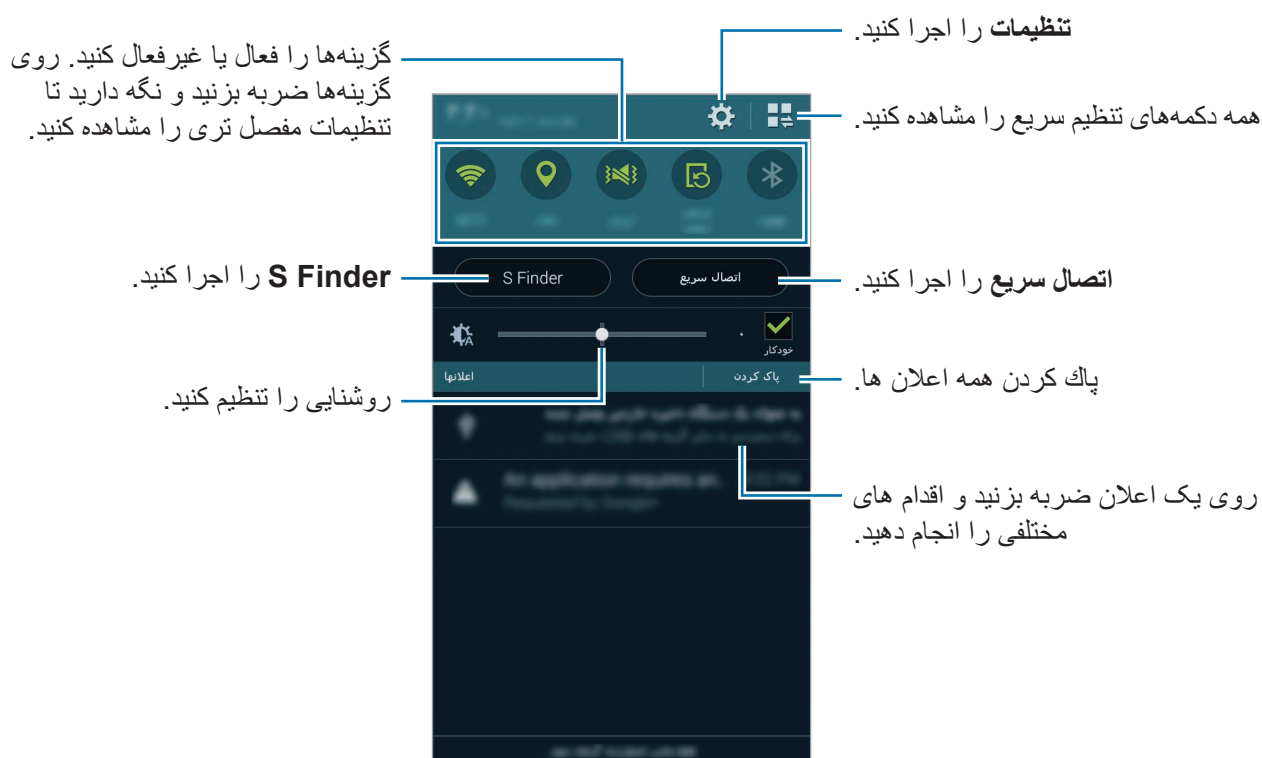 تنظیمات را اجرا کنید.
گزینه‌ها را فعال یا غیرفعال کنید. روی
گزینه‌ها ضربه بزنید و نگه دارید تا
تنظیمات مفصل تری را مشاهده کنید.
همه دکمه‌های تنظیم سریع را مشاهده کنید.
S Finder را اجرا کنید.
S Finder
اتصال سریع
اتصال سریع را اجرا کنید.
خودکار
اعلانها
پاک کردن
پاك کردن همه اعلان ها.
روشنایی را تنظیم کنید.
An application requires an..
Requested by Google+
روی یک اعلان ضربه بزنید و اقدام های
مختلفی را انجام دهید.